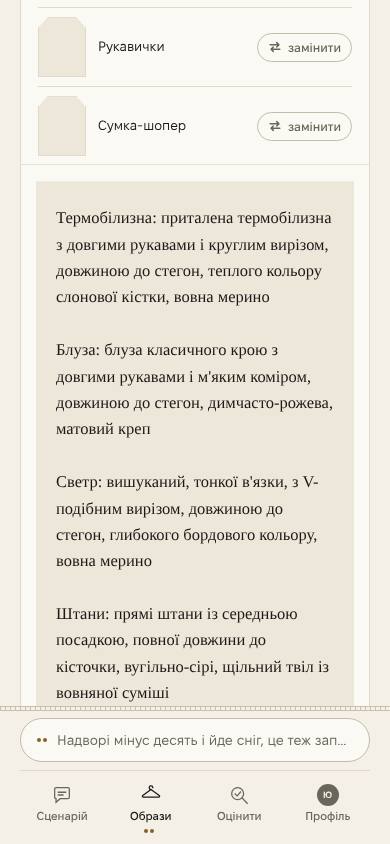 Рукавички
замінити
Сумка-шопер
замінити
Термобілизна: приталена термобілизна
з довгими рукавами і круглим вирізом,
довжиною до стегон, теплого кольору
слонової кістки, вовна мерино
Блуза: блуза класичного крою з
довгими рукавами і м'яким коміром,
довжиною до стегон, димчасто-рожева,
матовий креп
Светр: вишуканий, тонкої в'язки, з V-
подібним вирізом, довжиною до
стегон, глибокого бордового кольору,
вовна мерино
Штани: прямі штани із середньою
посадкою, повної довжини до
кісточки, вугільно-сірі, щільний твіл із
вовняної суміші
Надворі мінус десять і йде сніг, це теж зап...
Сценарій
Образи
Оцінити
Ю
Профіль